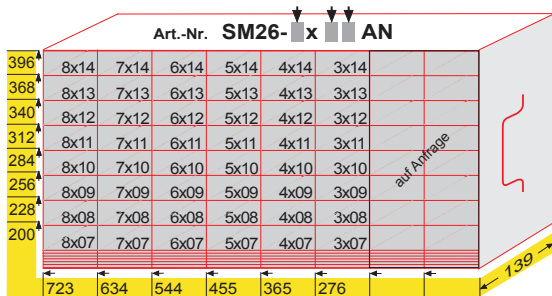 Art.-Nr. SM26- x AN
396 8x14 7x14 6x14 5x14 4x14 3x14
368 8x13 7x13 6x13 5x13 4x13 3x13
340 8x12 7x12 6x12 5x12 4x12 3x12
312 8x11 7x11 6x11 5x11 4x11 3x11
284 8x10 7x10 6x10 5x10 4x10 3x10
256 8x09 7x09 6x09 5x09 4x09 3x09
228 8x08 7x08 6x08 5x08 4x08 3x08
200 8x07 7x07 6x07 5x07 4x07 3x07
auf Anfrage
723 634 544 455 365 276
139